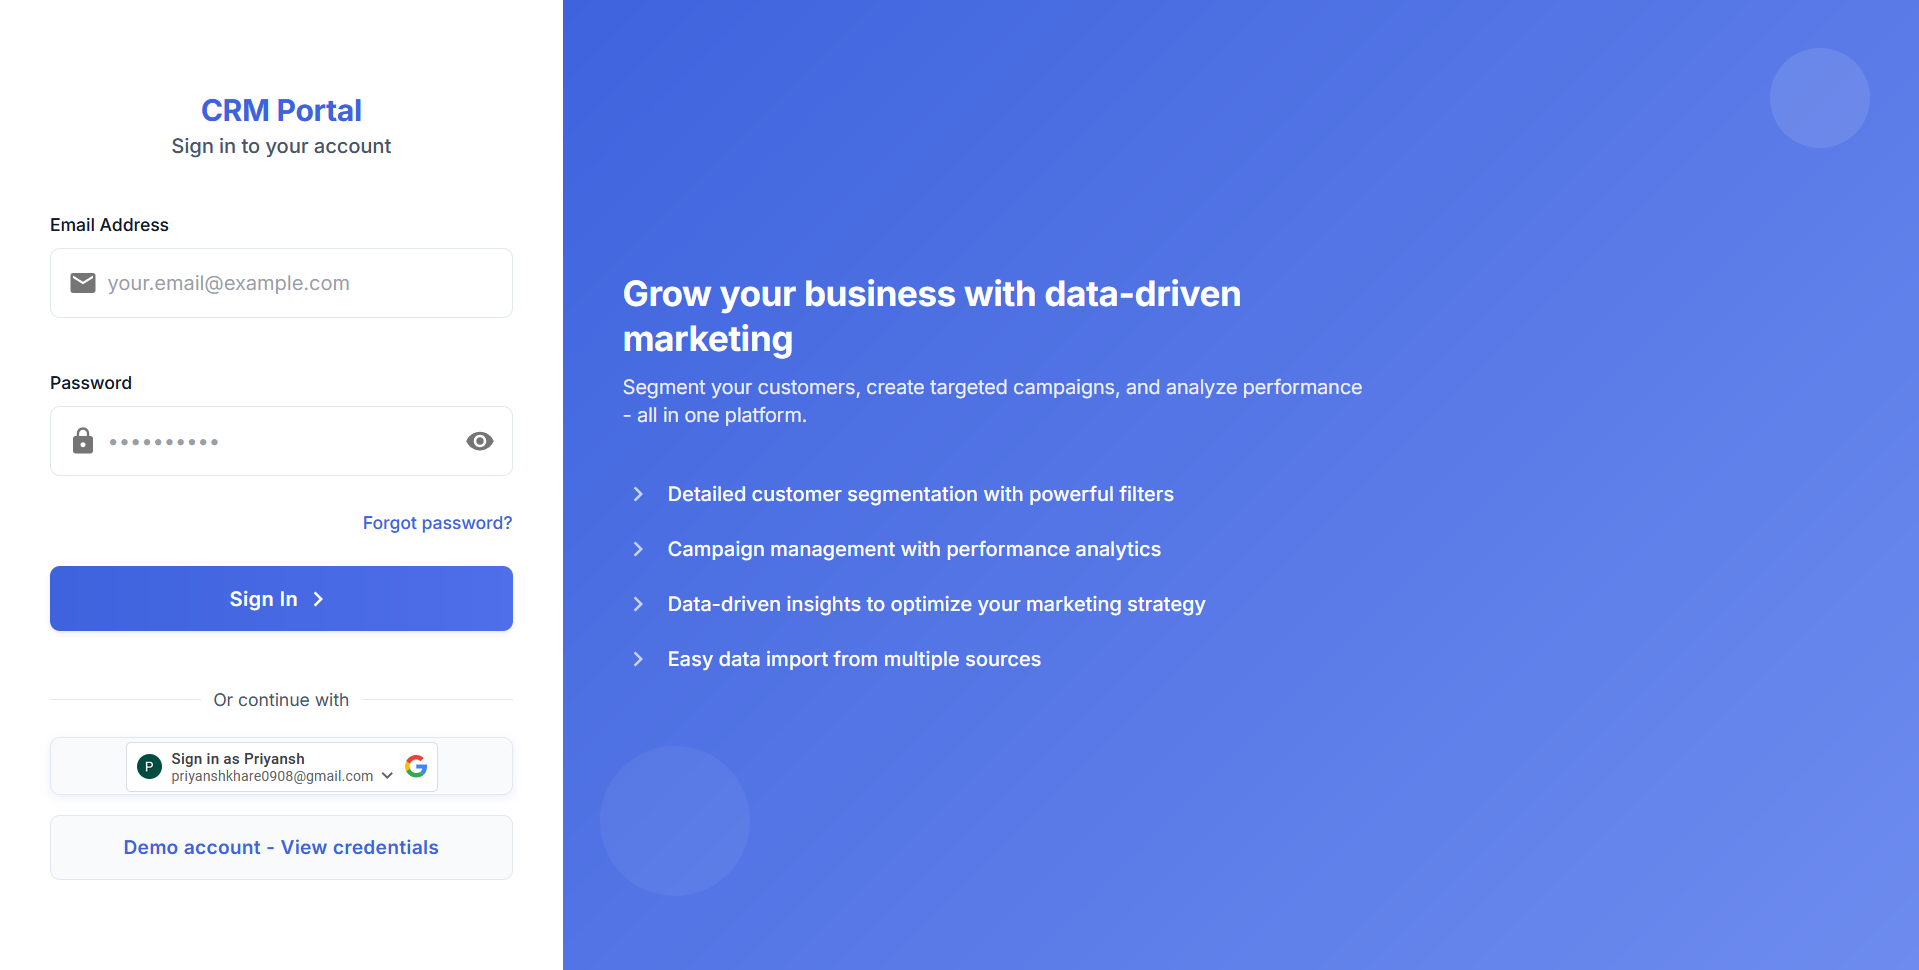 CRM Portal
Sign in to your account
Email Address
your.email@example.com
Password
••••••••••
Forgot password?
Sign In
Or continue with
P
Sign in as Priyansh
priyanshkhare0908@gmail.com
Demo account - View credentials
Grow your business with data-driven
marketing
Segment your customers, create targeted campaigns, and analyze performance
- all in one platform.
Detailed customer segmentation with powerful filters
Campaign management with performance analytics
Data-driven insights to optimize your marketing strategy
Easy data import from multiple sources